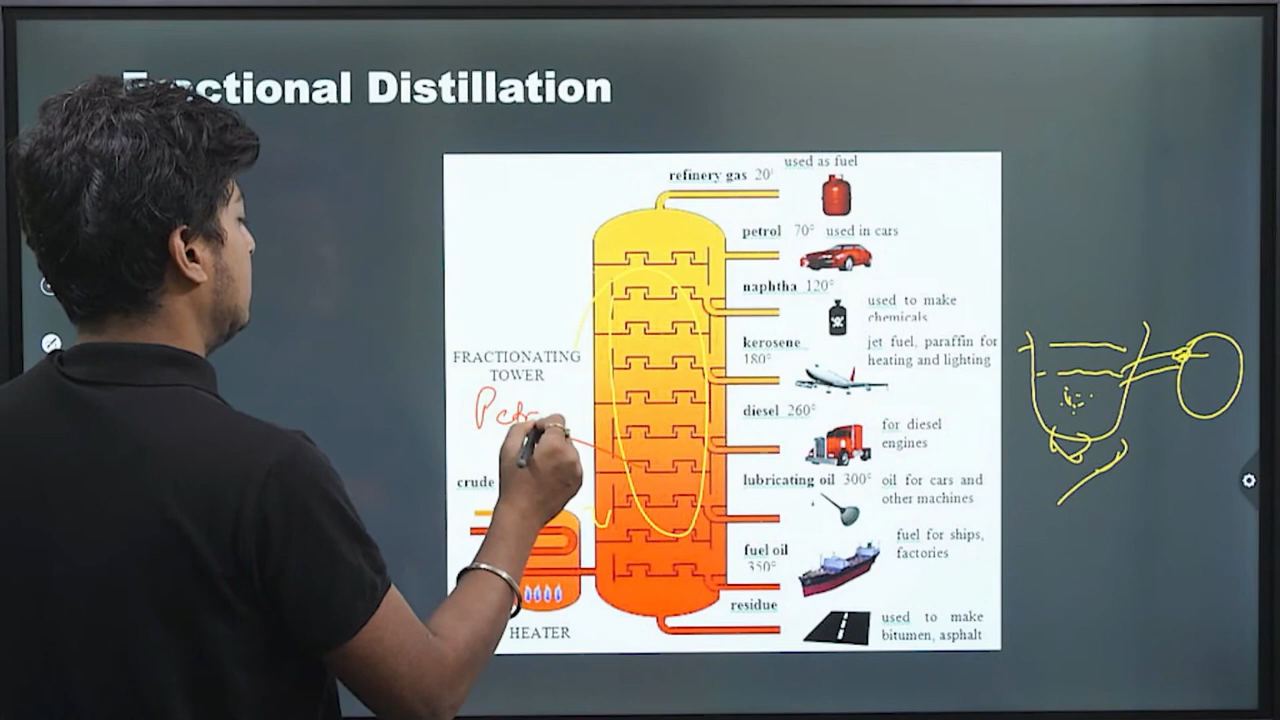 Fractional Distillation
used as fuel
refinery gas 20
petrol 70° used in cars
naphtha 120°
used to make
chemicals
kerosene
180°
jet fuel, paraffin for
heating and lighting
FRACTIONATING
TOWER
Petr
diesel 260°
for diesel
engines
crude
lubricating oil 300°
oil for cars and
other machines
fuel oil
350°
fuel for ships,
factories
residue
used to make
bitumen, asphalt
HEATER